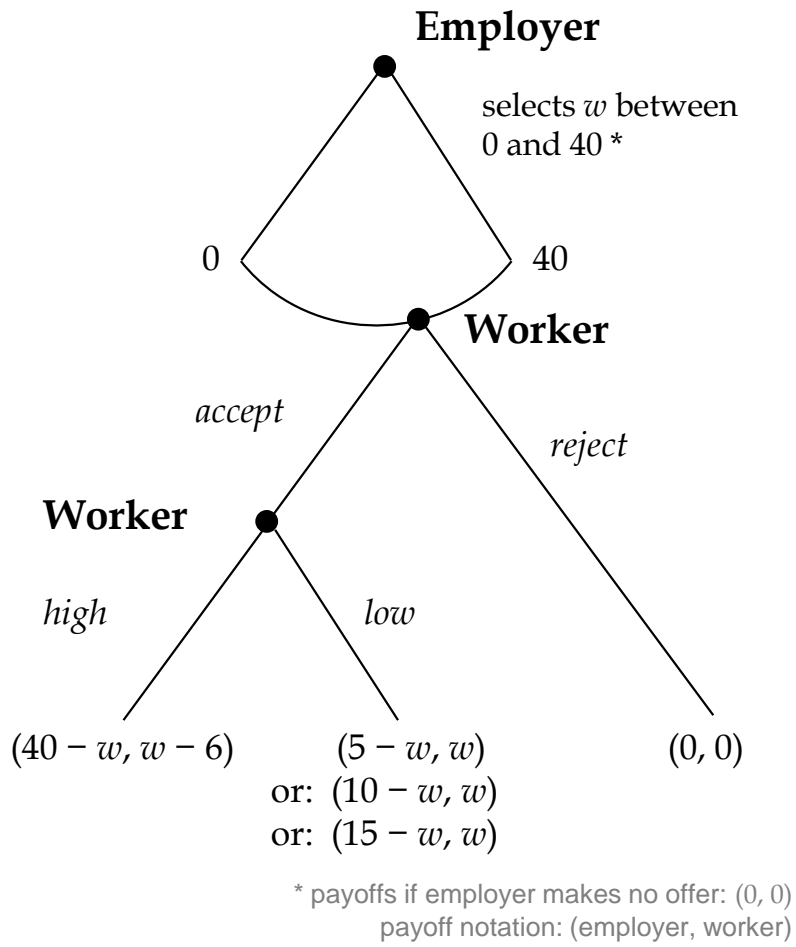 Employer
selects w between
0 and 40 *
0
40
Worker
accept
reject
Worker
high
low
(40 − w, w − 6)
(5 − w, w)
(0, 0)
or: (10 − w, w)
or: (15 − w, w)
* payoffs if employer makes no offer: (0, 0)
payoff notation: (employer, worker)